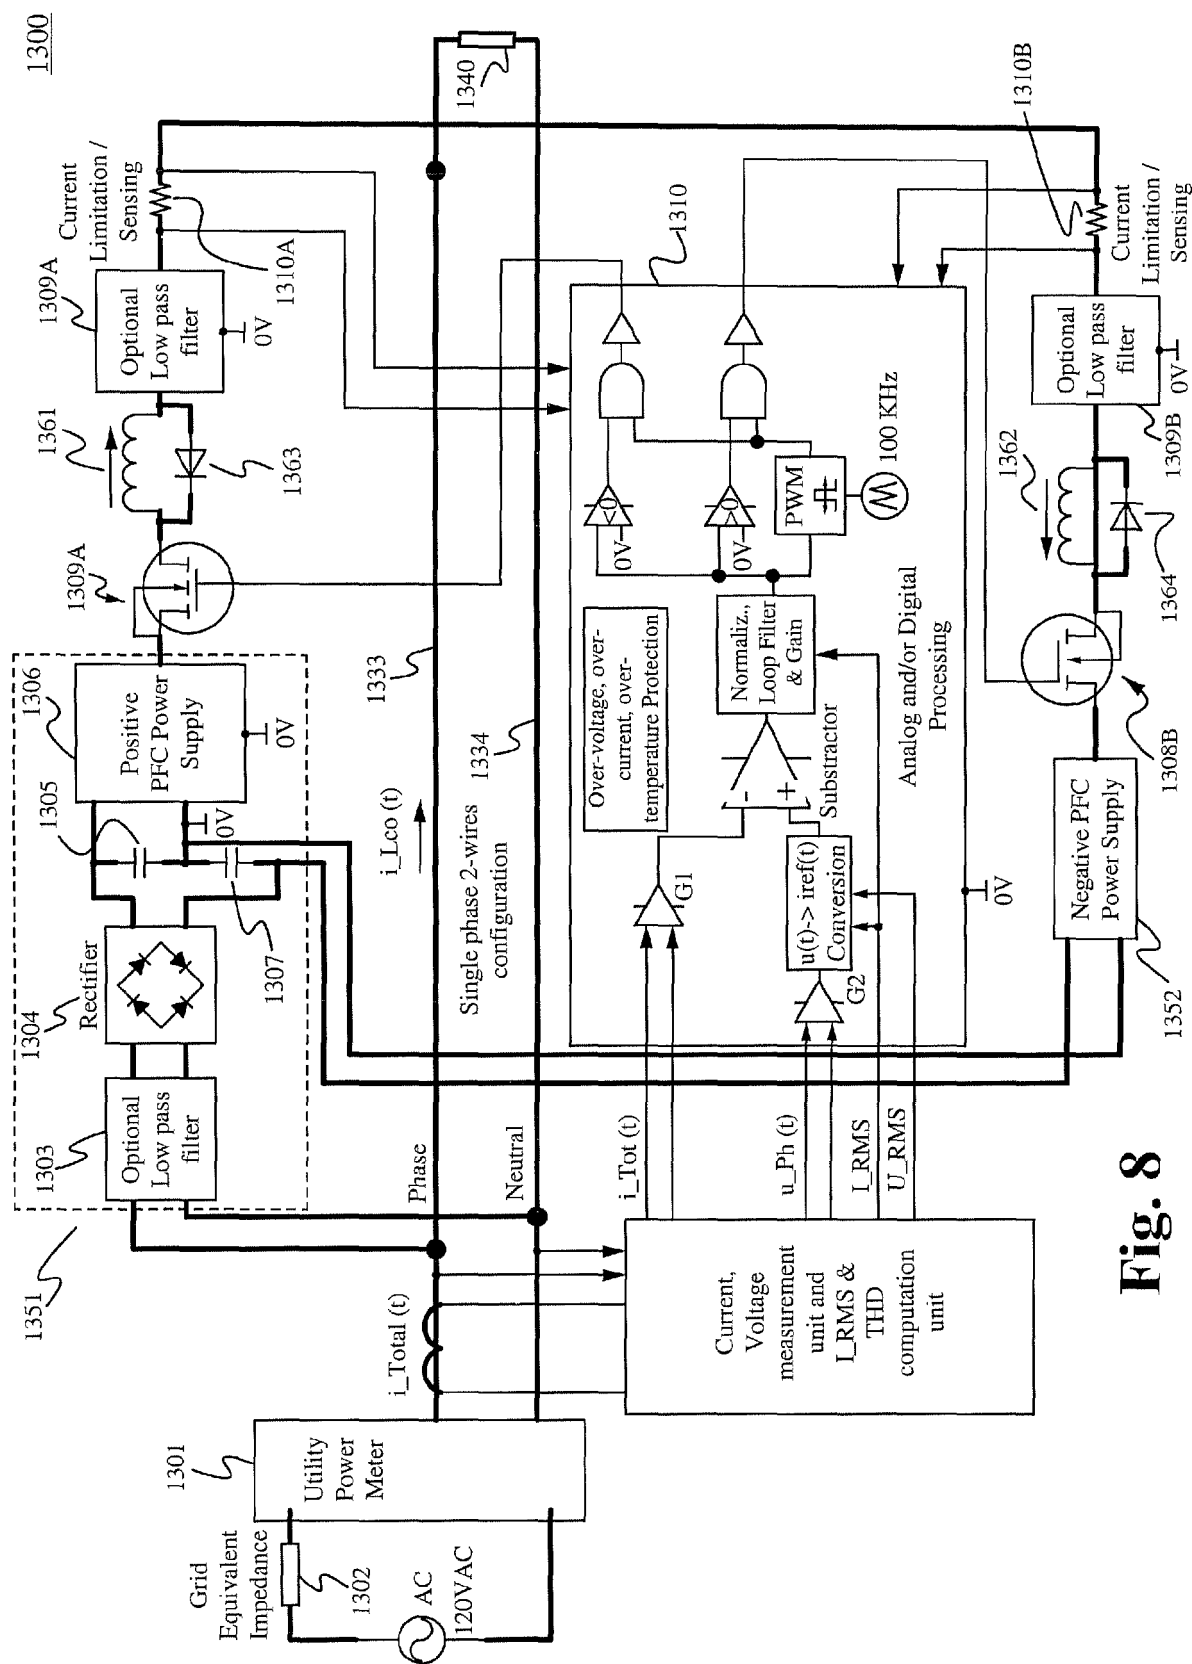 1300
1351
1303
Optional
Low pass
filter
1304
Rectifier
1305
1307
0V
1306
Positive
PFC Power
Supply
0V
1309A
1361
1363
1309A
Optional
Low pass
filter
0V
Current
Limitation /
Sensing
1310A
Grid
Equivalent
Impedance
1302
AC
120VAC
1301
Utility
Power
Meter
i_Total (t)
Phase
Neutral
i_Lco (t)
1333
1334
Single phase 2-wires
configuration
1340
Current,
Voltage
measurement
unit and
I_RMS &
THD
computation
unit
i_Tot (t)
u_Ph (t)
I_RMS
U_RMS
G1
G2
u(t)-> iref(t)
Conversion
-
+
Substractor
Over-voltage, over-
current, over-
temperature Protection
Normaliz.,
Loop Filter
& Gain
<0
0V
>0
0V
PWM
100 KHz
1310
Analog and/or Digital
Processing
0V
1352
Negative PFC
Power Supply
1308B
1362
1364
1309B
Optional
Low pass
filter
0V
Current
Limitation /
Sensing
1310B
Fig. 8